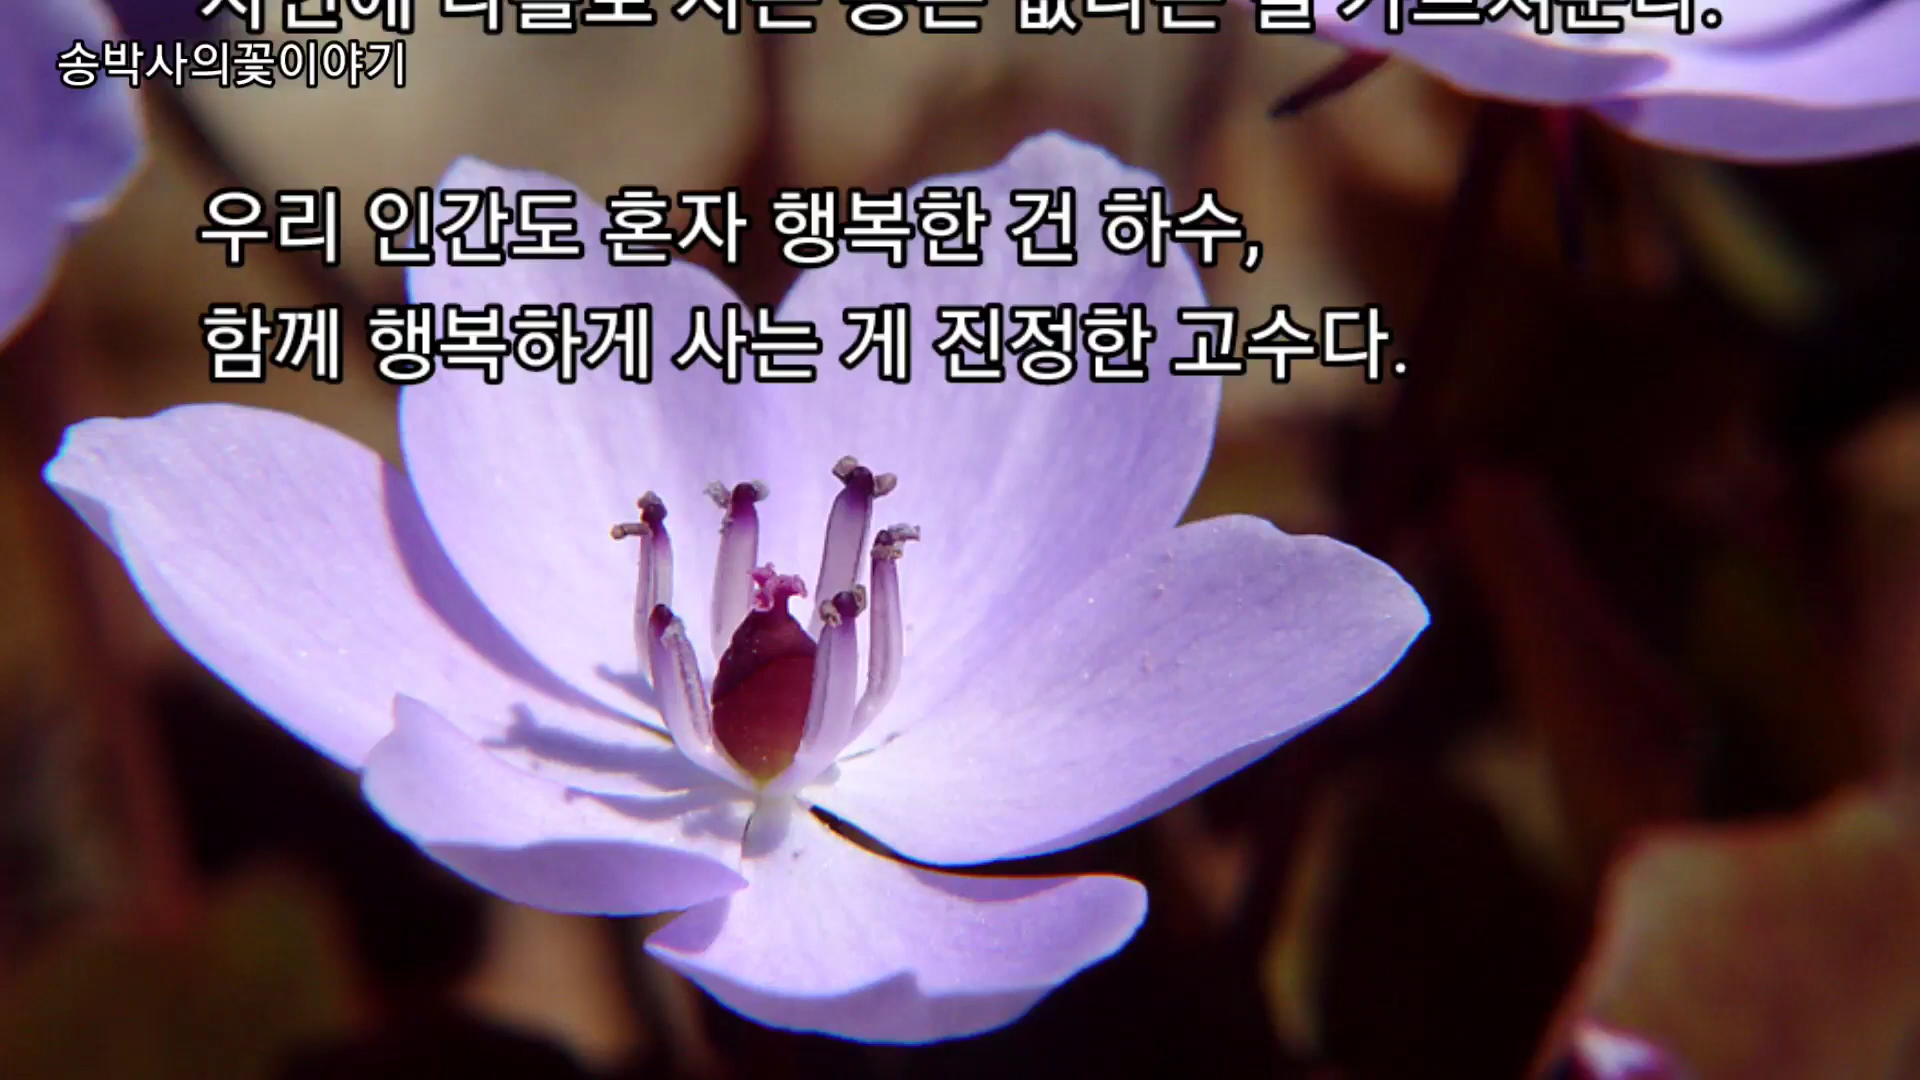 송박사의꽃이야기
우리 인간도 혼자 행복한 건 하수,
함께 행복하게 사는 게 진정한 고수다.